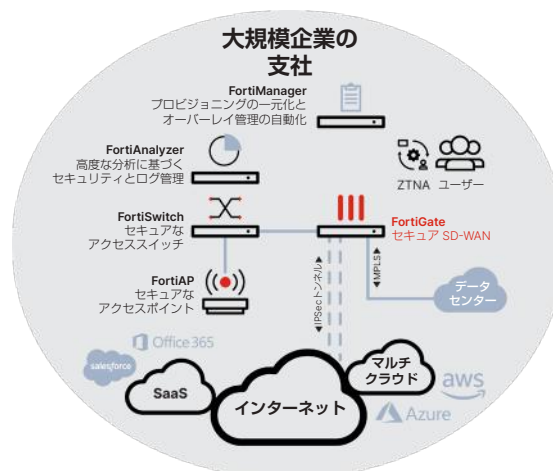 大規模企業の
支社
FortiManager
プロビジョニングの一元化と
オーバーレイ管理の自動化
FortiAnalyzer
高度な分析に基づく
セキュリティとログ管理
ZTNA
ユーザー
FortiSwitch
セキュアな
アクセススイッチ
FortiGate
セキュア SD-WAN
FortiAP
セキュアな
アクセスポイント
◀IPSecトンネル▶
◀MPLS▶
データ
センター
Office 365
salesforce
SaaS
インターネット
マルチ
クラウド
aws
Azure